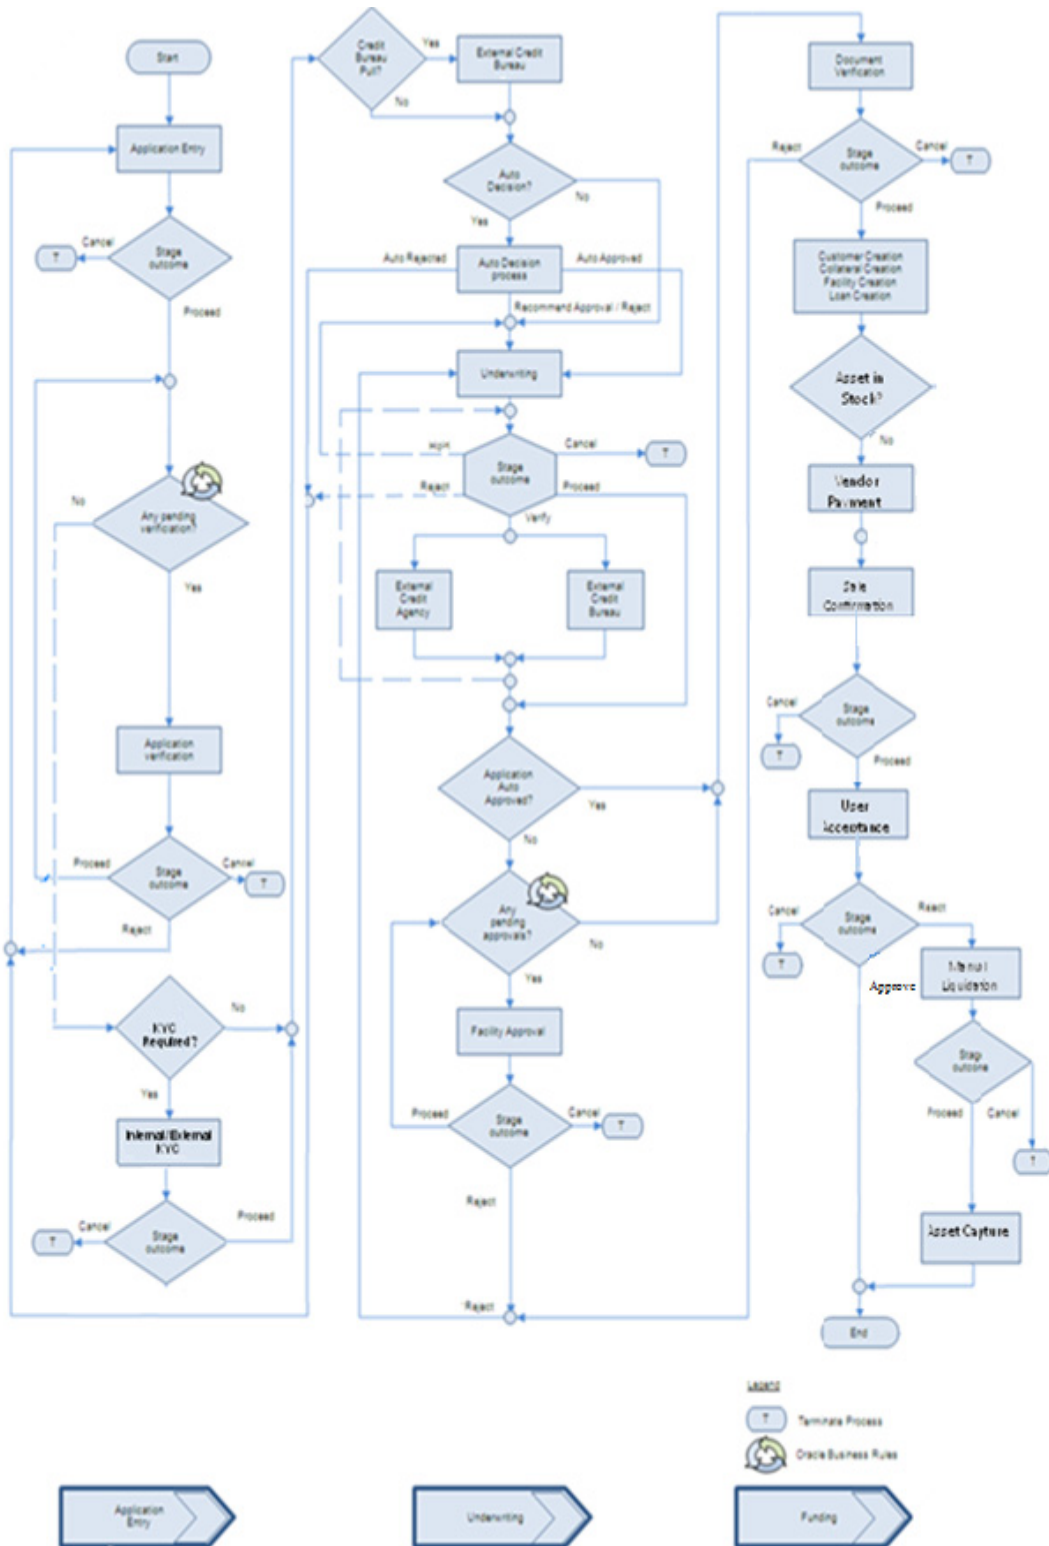 Start
Application Entry
Cancel
T
Stage
outcome
Proceed
No
Any pending
verification?
Yes
Application
verification
Proceed
Stage
outcome
Cancel
T
Reject
KYC
Required?
No
Yes
Internal/External
KYC
Cancel
T
Stage
outcome
Proceed
Credit
Bureau
Pull?
Yes
External Credit
Bureau
No
Auto
Decision?
No
Yes
Auto Rejected
Auto Decision
process
Auto Approved
Recommend Approval / Reject
Underwriting
Stage
outcome
Cancel
T
Reject
Proceed
Verify
External
Credit
Agency
External
Credit
Bureau
Application
Auto
Approved?
Yes
No
Any
pending
approvals?
No
Yes
Facility Approval
Proceed
Stage
outcome
Cancel
T
Reject
Reject
Document
Verification
Reject
Stage
outcome
Cancel
T
Proceed
Customer Creation
Collateral Creation
Facility Creation
Loan Creation
Asset in
Stock?
No
Vendor
Payment
Sale
Confirmation
Cancel
T
Stage
outcome
Proceed
User
Acceptance
Cancel
T
Stage
outcome
Reject
Approve
Manual
Liquidation
Stage
outcome
Proceed
Cancel
T
Asset Capture
End
Legend
T
Terminate Process
Oracle Business Rules
Application
Entry
Underwriting
Funding